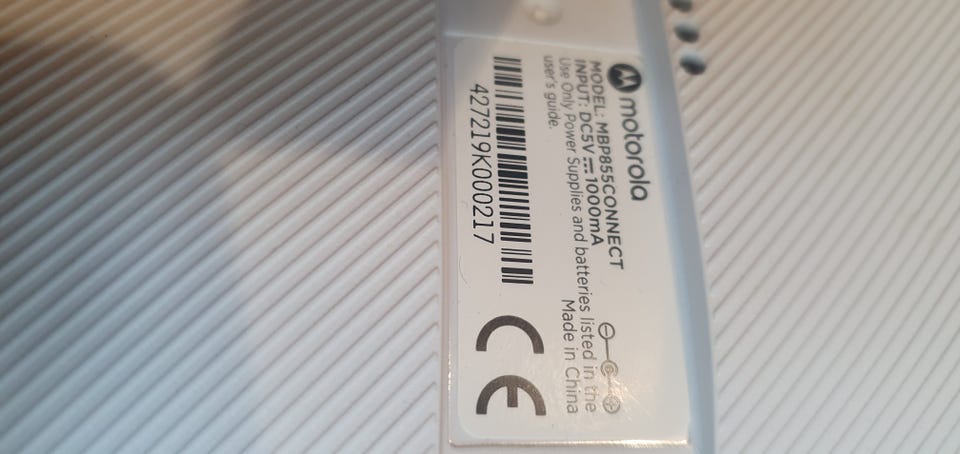 motorola
MODEL: MBP855CONNECT
INPUT: DC5V 1000mA
Use Only Power Supplies and batteries listed in the
user's guide.
Made in China
427219K000217
CE